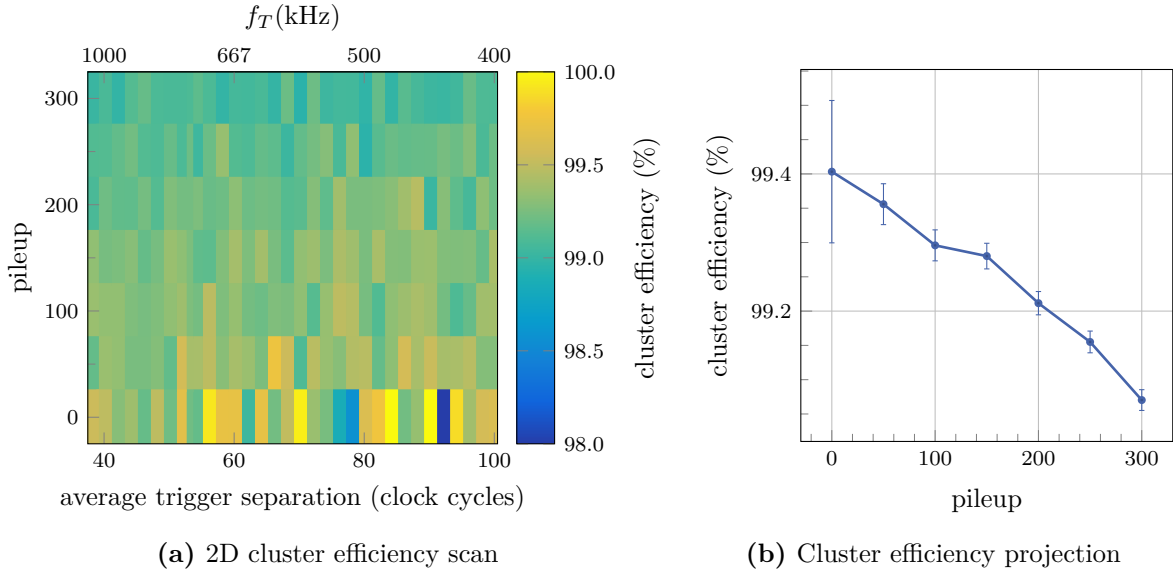 f_T(kHz)
1000 667 500 400
300
200
100
0
pileup
40 60 80 100
average trigger separation (clock cycles)
100.0
99.5
99.0
98.5
98.0
cluster efficiency (%)
(a) 2D cluster efficiency scan
99.4
99.2
cluster efficiency (%)
0 100 200 300
pileup
(b) Cluster efficiency projection